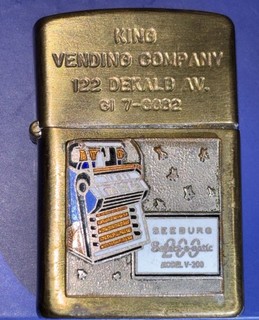 KING
VENDING COMPANY
122 DEKALB AV.
SEEBURG
200
MODEL V-200